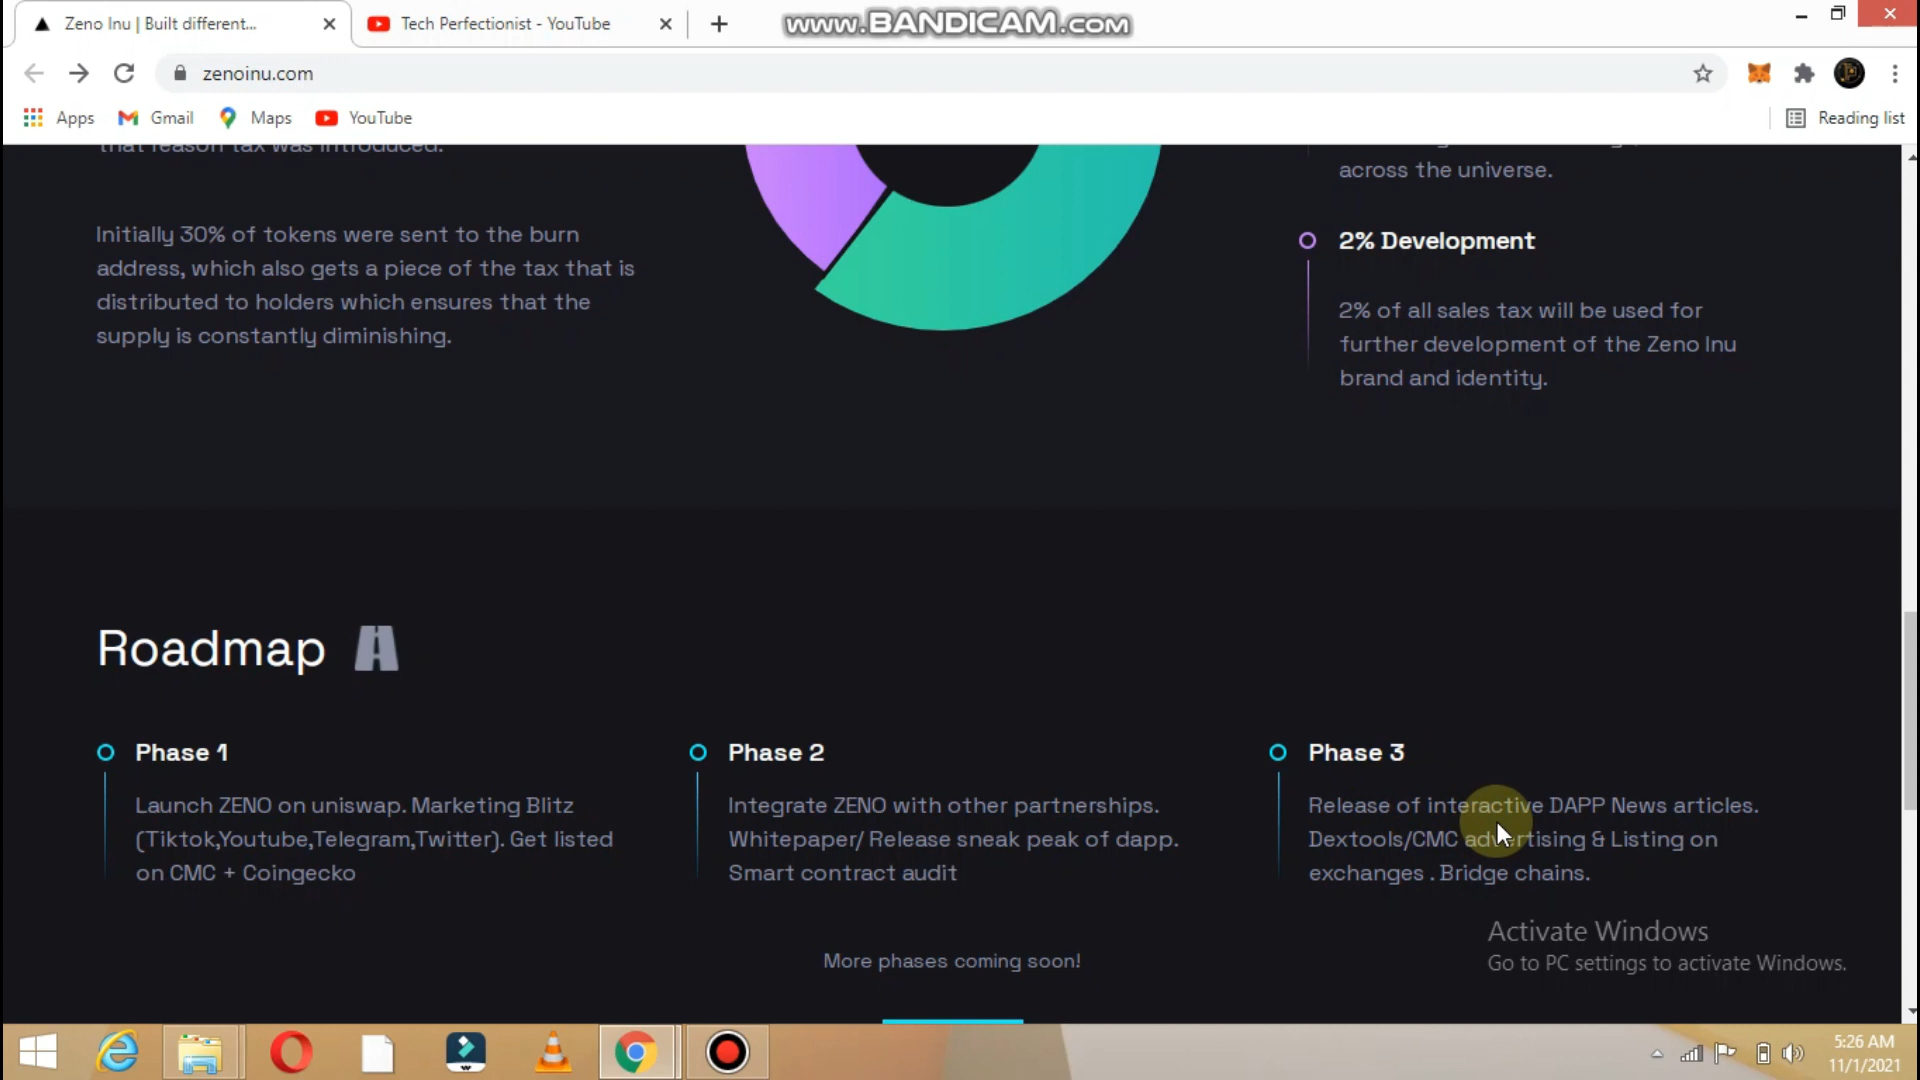 Zeno Inu | Built different...
Tech Perfectionist - YouTube
www.BANDICAM.com
zenoinu.com
Apps
Gmail
Maps
YouTube
Reading list
that reason tax was introduced.
Initially 30% of tokens were sent to the burn
address, which also gets a piece of the tax that is
distributed to holders which ensures that the
supply is constantly diminishing.
across the universe.
2% Development
2% of all sales tax will be used for
further development of the Zeno Inu
brand and identity.
Roadmap
Phase 1
Launch ZENO on uniswap. Marketing Blitz
(Tiktok,Youtube,Telegram,Twitter). Get listed
on CMC + Coingecko
Phase 2
Integrate ZENO with other partnerships.
Whitepaper/ Release sneak peak of dapp.
Smart contract audit
Phase 3
Release of interactive DAPP News articles.
Dextools/CMC advertising & Listing on
exchanges . Bridge chains.
More phases coming soon!
Activate Windows
Go to PC settings to activate Windows.
5:26 AM
11/1/2021